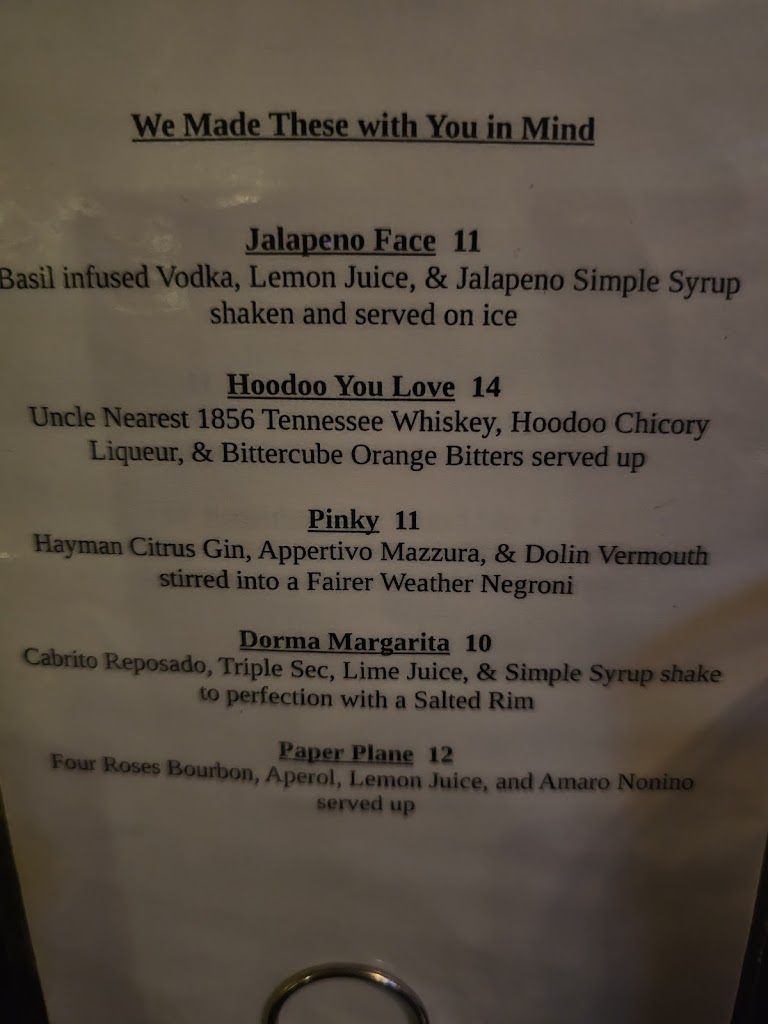 We Made These with You in Mind
Jalapeno Face 11
Basil infused Vodka, Lemon Juice, & Jalapeno Simple Syrup
shaken and served on ice
Hoodoo You Love 14
Uncle Nearest 1856 Tennessee Whiskey, Hoodoo Chicory
Liqueur, & Bittercube Orange Bitters served up
Pinky 11
Hayman Citrus Gin, Appertivo Mazzura, & Dolin Vermouth
stirred into a Fairer Weather Negroni
Dorma Margarita 10
Cabrito Reposado, Triple Sec, Lime Juice, & Simple Syrup shake
to perfection with a Salted Rim
Paper Plane 12
Four Roses Bourbon, Aperol, Lemon Juice, and Amaro Nonino
served up